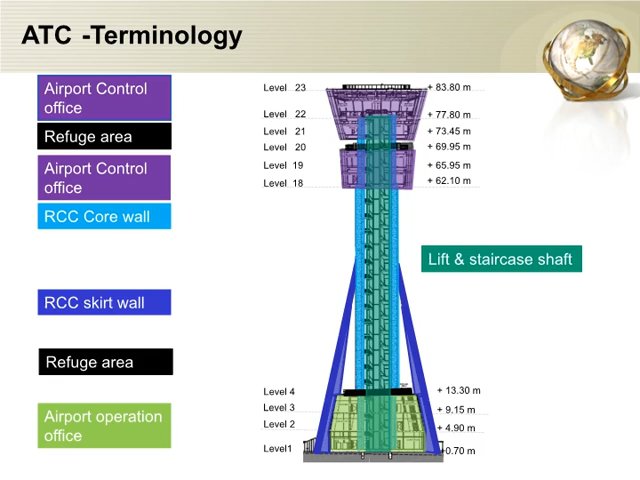 ATC -Terminology
Airport Control
office
Refuge area
Airport Control
office
RCC Core wall
RCC skirt wall
Refuge area
Airport operation
office
Level 23
Level 22
Level 21
Level 20
Level 19
Level 18
Level 4
Level 3
Level 2
Level1
+ 83.80 m
+ 77.80 m
+ 73.45 m
+ 69.95 m
+ 65.95 m
+ 62.10 m
+ 13.30 m
+ 9.15 m
+ 4.90 m
+0.70 m
Lift & staircase shaft